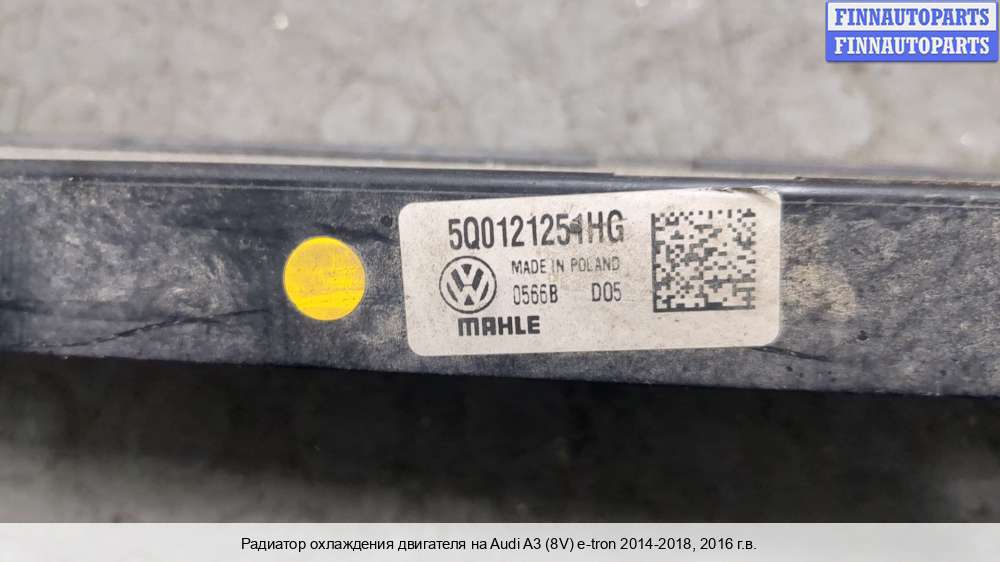 FINNAUTOPARTS
FINNAUTOPARTS
5Q0121251HG
MADE IN POLAND
0566B D05
MAHLE
Радиатор охлаждения двигателя на Audi A3 (8V) e-tron 2014-2018, 2016 г.в.